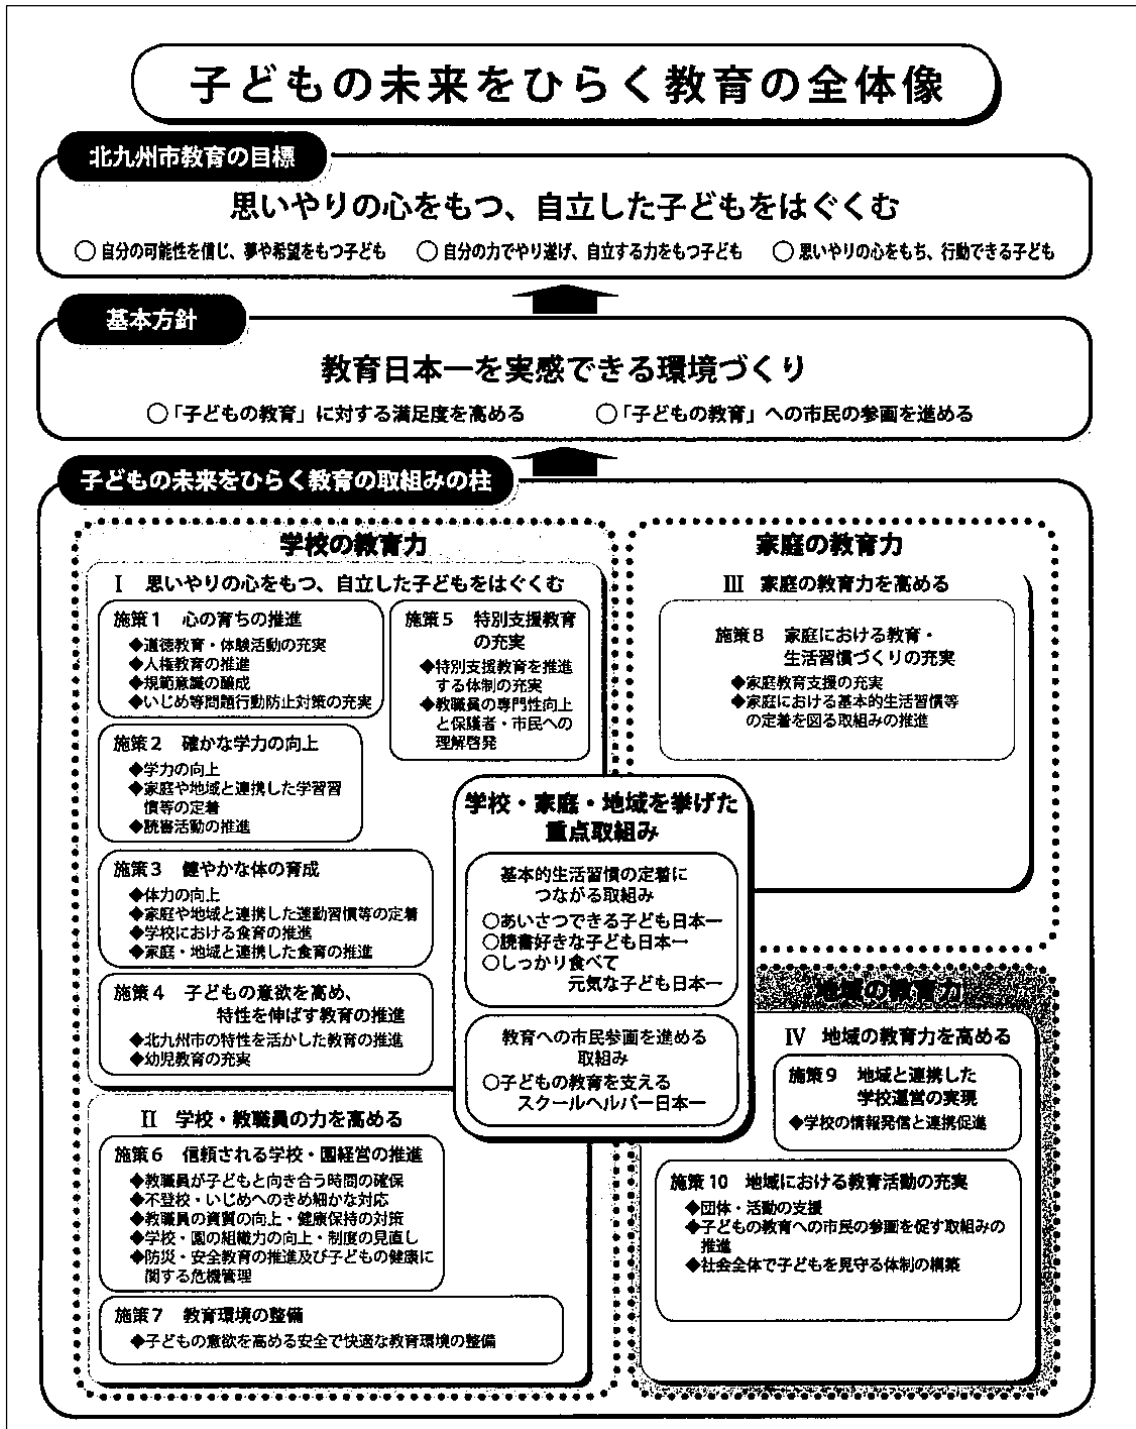 子どもの未来をひらく教育の全体像
北九州市教育の目標
思いやりの心をもつ、自立した子どもをはぐくむ
○自分の可能性を信じ、夢や希望をもつ子ども　○自分の力でやり遂げ、自立する力をもつ子ども　○思いやりの心をもち、行動できる子ども
基本方針
教育日本一を実感できる環境づくり
○「子どもの教育」に対する満足度を高める　○「子どもの教育」への市民の参画を進める
子どもの未来をひらく教育の取組みの柱
学校の教育力
Ⅰ　思いやりの心をもつ、自立した子どもをはぐくむ
施策1　心の育ちの推進
◆道徳教育・体験活動の充実
◆人権教育の推進
◆規範意識の醸成
◆いじめ等問題行動防止対策の充実
施策2　確かな学力の向上
◆学力の向上
◆家庭や地域と連携した学習習
慣等の定着
◆読書活動の推進
施策3　健やかな体の育成
◆体力の向上
◆家庭や地域と連携した運動習慣等の定着
◆学校における食育の推進
◆家庭・地域と連携した食育の推進
施策4　子どもの意欲を高め、
特性を伸ばす教育の推進
◆北九州市の特性を活かした教育の推進
◆幼児教育の充実
施策5　特別支援教育
の充実
◆特別支援教育を推進
する体制の充実
◆教職員の専門性向上
と保護者・市民への
理解啓発
Ⅱ　学校・教職員の力を高める
施策6　信頼される学校・園経営の推進
◆教職員が子どもと向き合う時間の確保
◆不登校・いじめへのきめ細かな対応
◆教職員の資質の向上・健康保持の対策
◆学校・園の組織力の向上・制度の見直し
◆防災・安全教育の推進及び子どもの健康に
関する危機管理
施策7　教育環境の整備
◆子どもの意欲を高める安全で快適な教育環境の整備
学校・家庭・地域を挙げた
重点取組み
基本的生活習慣の定着に
つながる取組み
○あいさつできる子ども日本一
○読書好きな子ども日本一
○しっかり食べて
元気な子ども日本一
教育への市民参画を進める
取組み
○子どもの教育を支える
スクールヘルパー日本一
家庭の教育力
Ⅲ　家庭の教育力を高める
施策8　家庭における教育・
生活習慣づくりの充実
◆家庭教育支援の充実
◆家庭における基本的生活習慣等
の定着を図る取組みの推進
地域の教育力
Ⅳ　地域の教育力を高める
施策9　地域と連携した
学校運営の実現
◆学校の情報発信と連携促進
施策10　地域における教育活動の充実
◆団体・活動の支援
◆子どもの教育への市民の参画を促す取組みの
推進
◆社会全体で子どもを見守る体制の構築